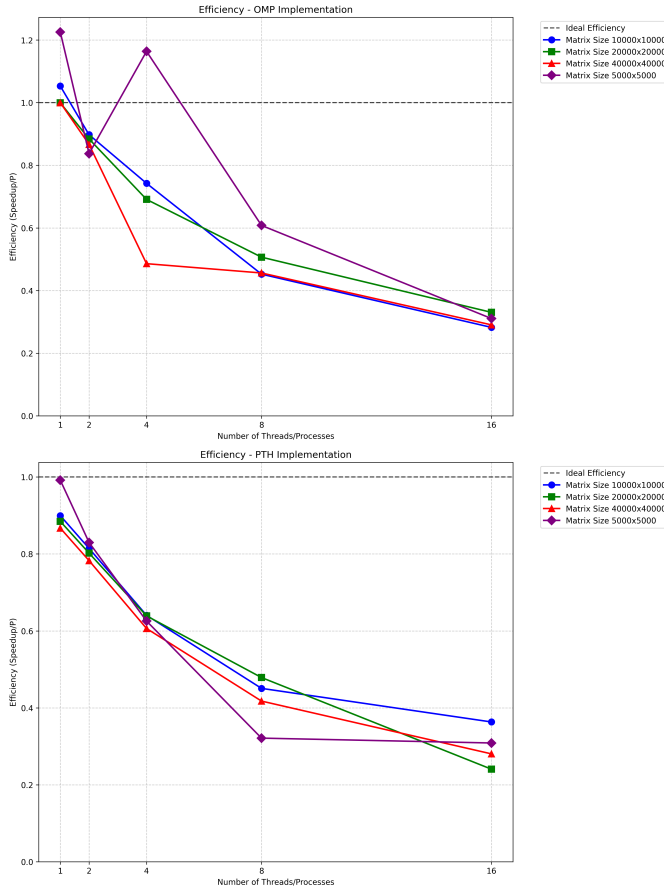 Efficiency - OMP Implementation
Efficiency (Speedup/P)
1.2
1.0
0.8
0.6
0.4
0.2
0.0
1 2 4 8 16
Number of Threads/Processes
Ideal Efficiency
Matrix Size 10000x10000
Matrix Size 20000x20000
Matrix Size 40000x40000
Matrix Size 5000x5000
Efficiency - PTH Implementation
Efficiency (Speedup/P)
1.0
0.8
0.6
0.4
0.2
0.0
1 2 4 8 16
Number of Threads/Processes
Ideal Efficiency
Matrix Size 10000x10000
Matrix Size 20000x20000
Matrix Size 40000x40000
Matrix Size 5000x5000